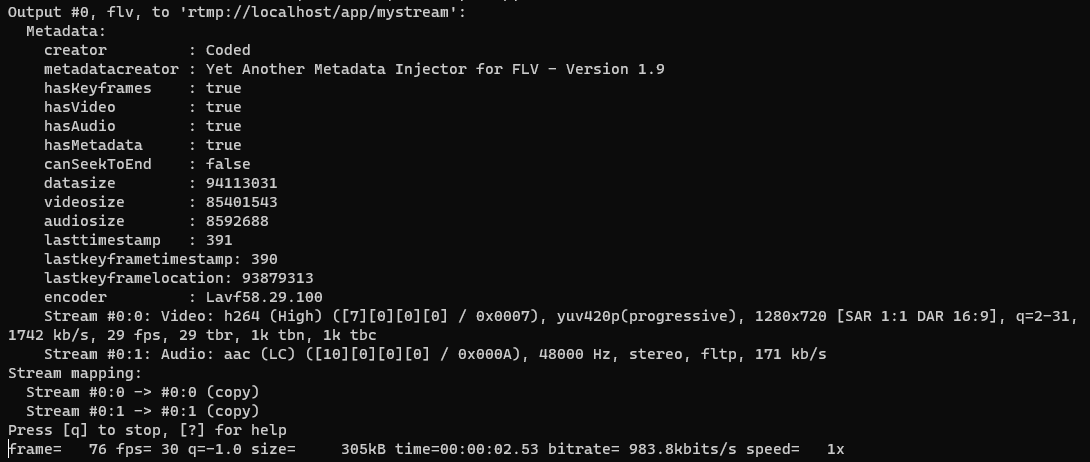 Output #0, flv, to 'rtmp://localhost/app/mystream':
  Metadata:
    creator         : Coded
    metadatacreator : Yet Another Metadata Injector for FLV - Version 1.9
    hasKeyframes    : true
    hasVideo        : true
    hasAudio        : true
    hasMetadata     : true
    canSeekToEnd    : false
    datasize        : 94113031
    videosize       : 85401543
    audiosize       : 8592688
    lasttimestamp   : 391
    lastkeyframetimestamp: 390
    lastkeyframelocation: 93879313
    encoder         : Lavf58.29.100
    Stream #0:0: Video: h264 (High) ([7][0][0][0] / 0x0007), yuv420p(progressive), 1280x720 [SAR 1:1 DAR 16:9], q=2-31,
1742 kb/s, 29 fps, 29 tbr, 1k tbn, 1k tbc
    Stream #0:1: Audio: aac (LC) ([10][0][0][0] / 0x000A), 48000 Hz, stereo, fltp, 171 kb/s
Stream mapping:
  Stream #0:0 -> #0:0 (copy)
  Stream #0:1 -> #0:1 (copy)
Press [q] to stop, [?] for help
frame=   76 fps= 30 q=-1.0 size=     305kB time=00:00:02.53 bitrate= 983.8kbits/s speed=   1x